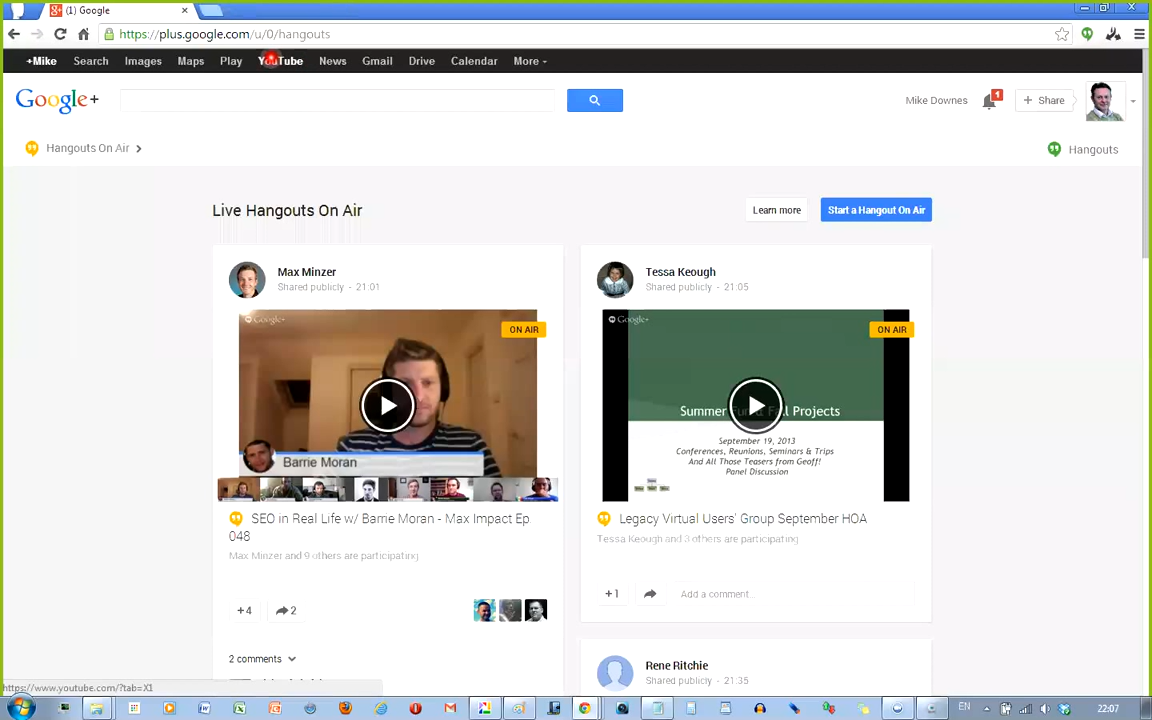 (1) Google
https://plus.google.com/u/0/hangouts
+Mike Search Images Maps Play YouTube News Gmail Drive Calendar More
Google+
Mike Downes 1 + Share
Hangouts On Air
Hangouts
Live Hangouts On Air
Learn more
Start a Hangout On Air
Max Minzer
Shared publicly - 21:01
Google+
ON AIR
Barrie Moran
SEO in Real Life w/ Barrie Moran - Max Impact Ep
048
Max Minzer and 9 others are participating
+4 2
2 comments
Tessa Keough
Shared publicly - 21:05
Google+
ON AIR
Summer Fun & Fall Projects
September 19, 2013
Conferences, Reunions, Seminars & Trips
And All Those Teasers from Geoff!
Panel Discussion
Legacy Virtual Users' Group September HOA
Tessa Keough and 3 others are participating
+1 Add a comment...
Rene Ritchie
Shared publicly - 21:35
https://www.youtube.com/?tab=X1
EN 22:07